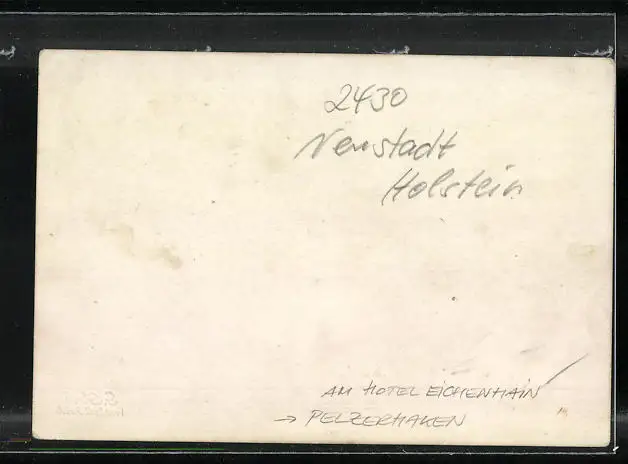 2430
Neustadt
Holstein
AM HOTEL EICHENHAIN
→ PELZERHAKEN